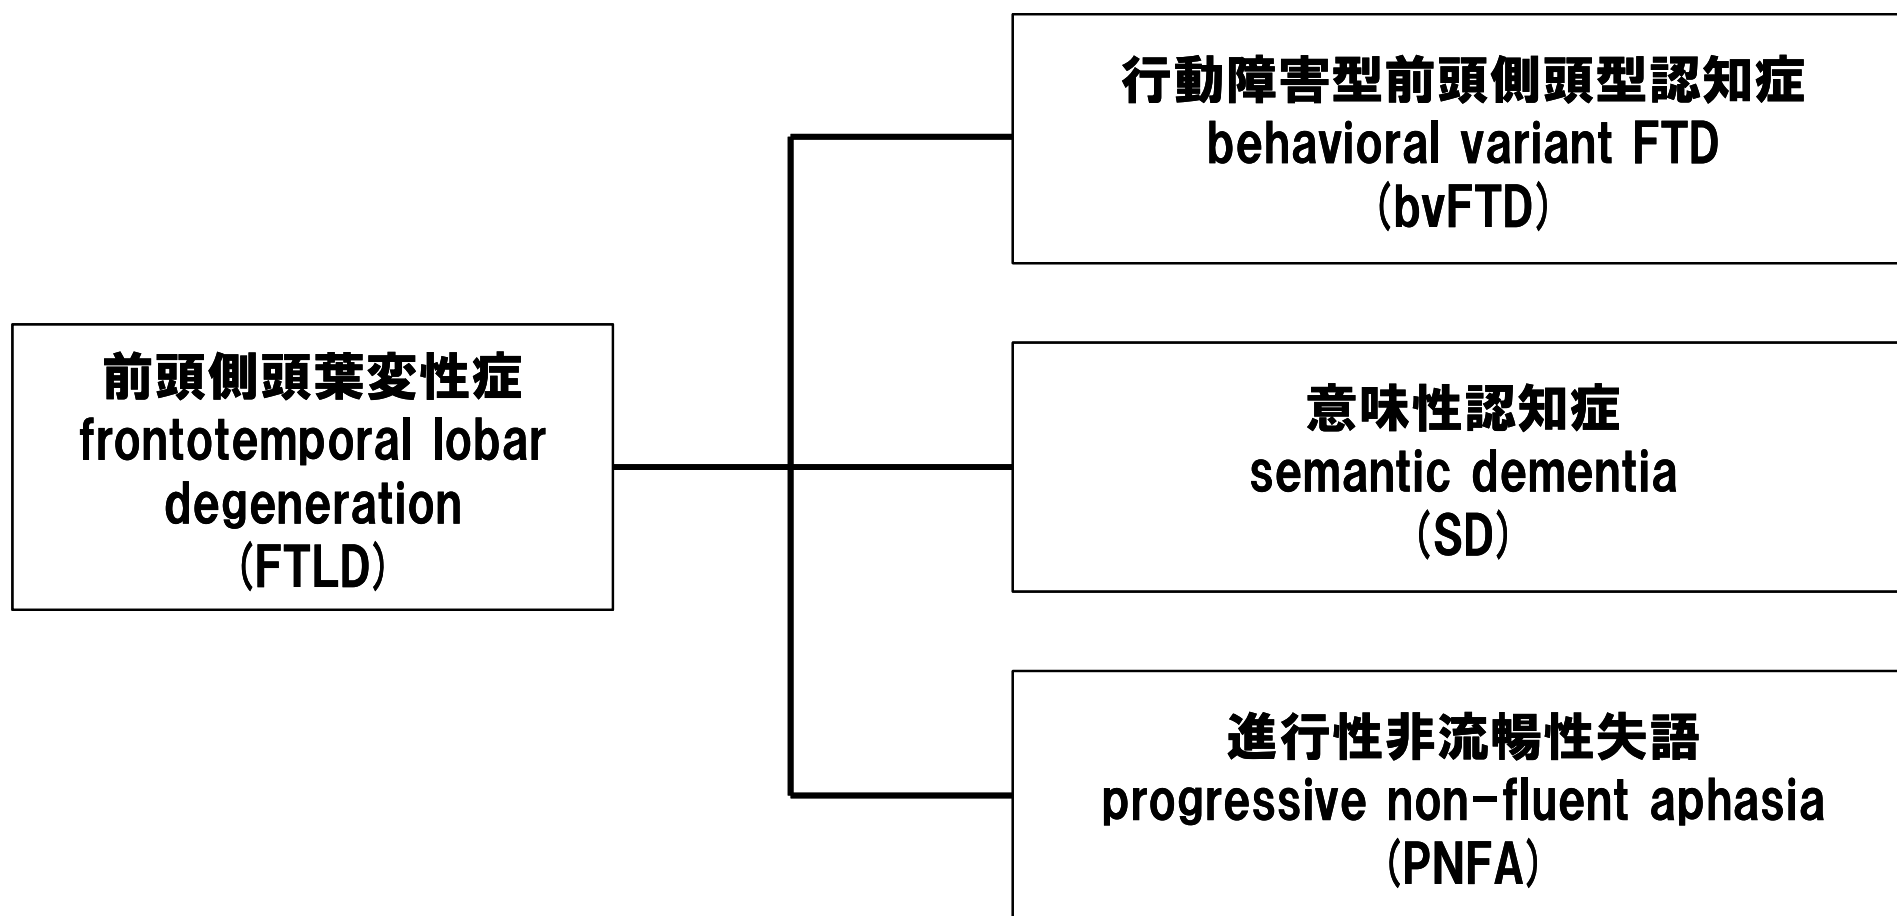 前頭側頭葉変性症
frontotemporal lobar
degeneration
(FTLD)
行動障害型前頭側頭型認知症
behavioral variant FTD
(bvFTD)
意味性認知症
semantic dementia
(SD)
進行性非流暢性失語
progressive non-fluent aphasia
(PNFA)